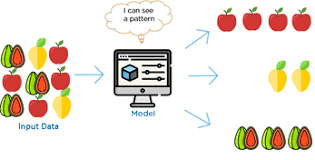 I can see
a pattern
Input Data
Model